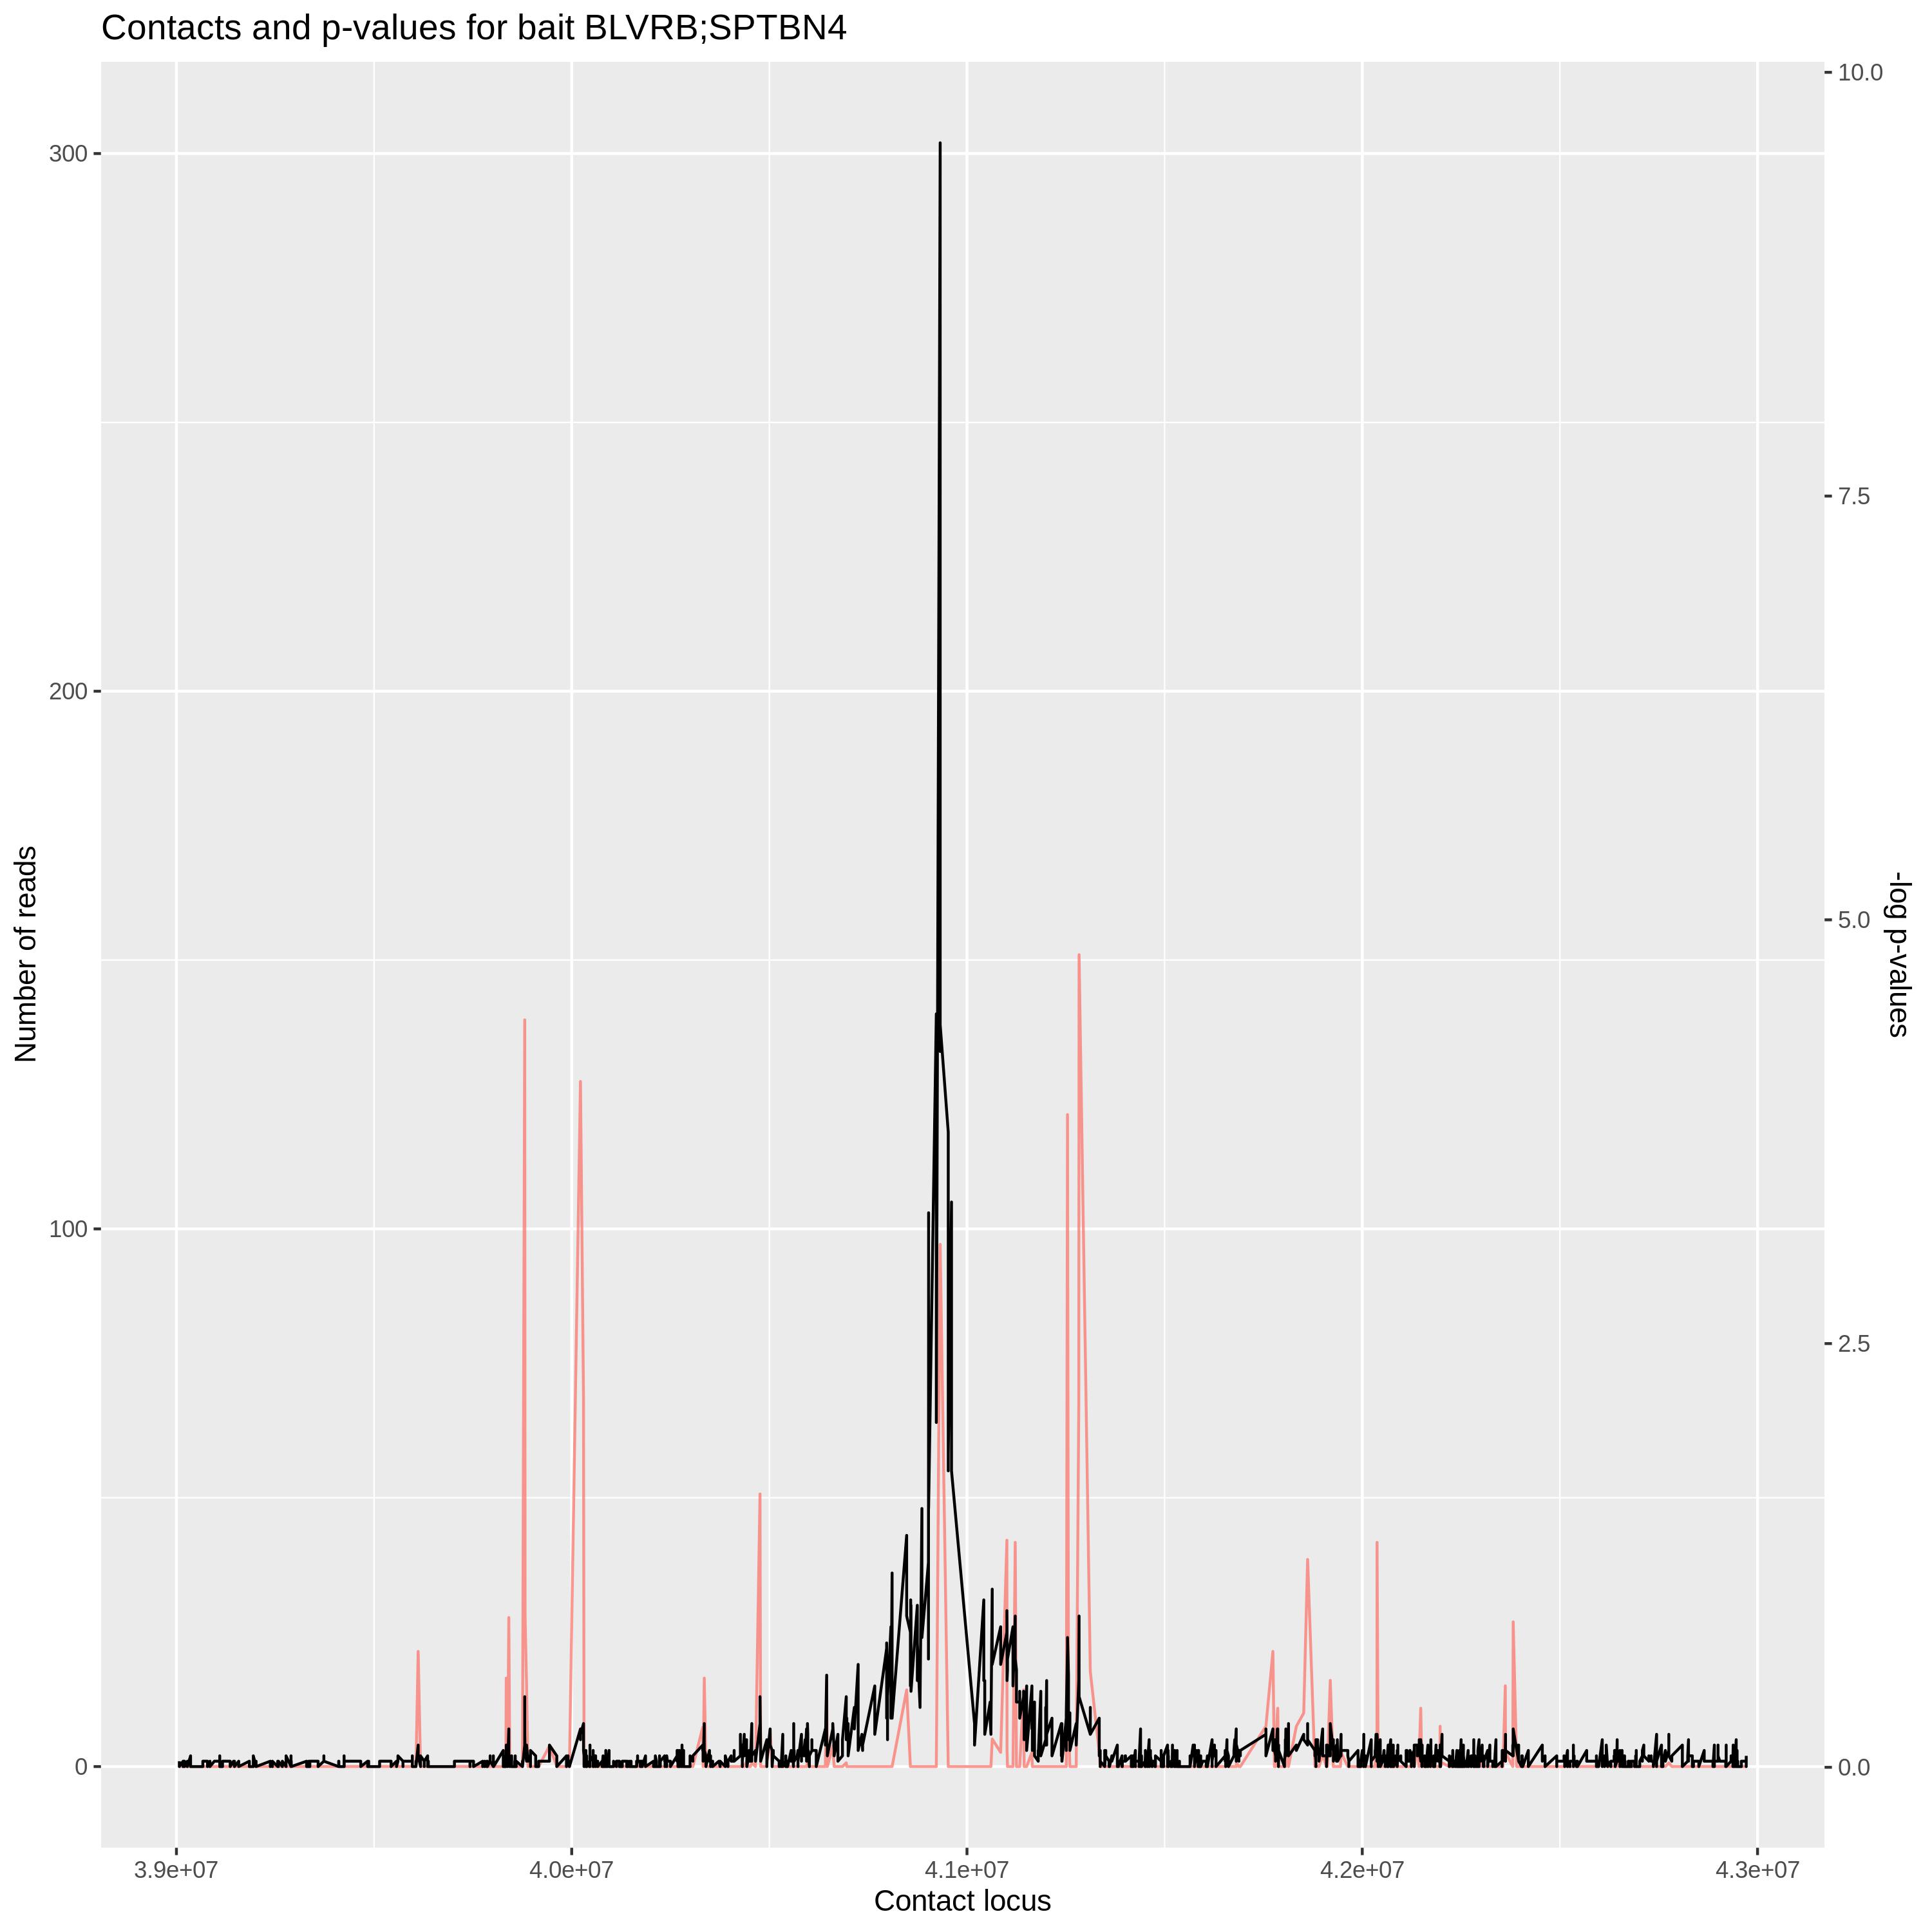 Contacts and p-values for bait BLVRB;SPTBN4
300
200
100
0
Number of reads
10.0
7.5
5.0
2.5
0.0
-log p-values
3.9e+07 4.0e+07 4.1e+07 4.2e+07 4.3e+07
Contact locus